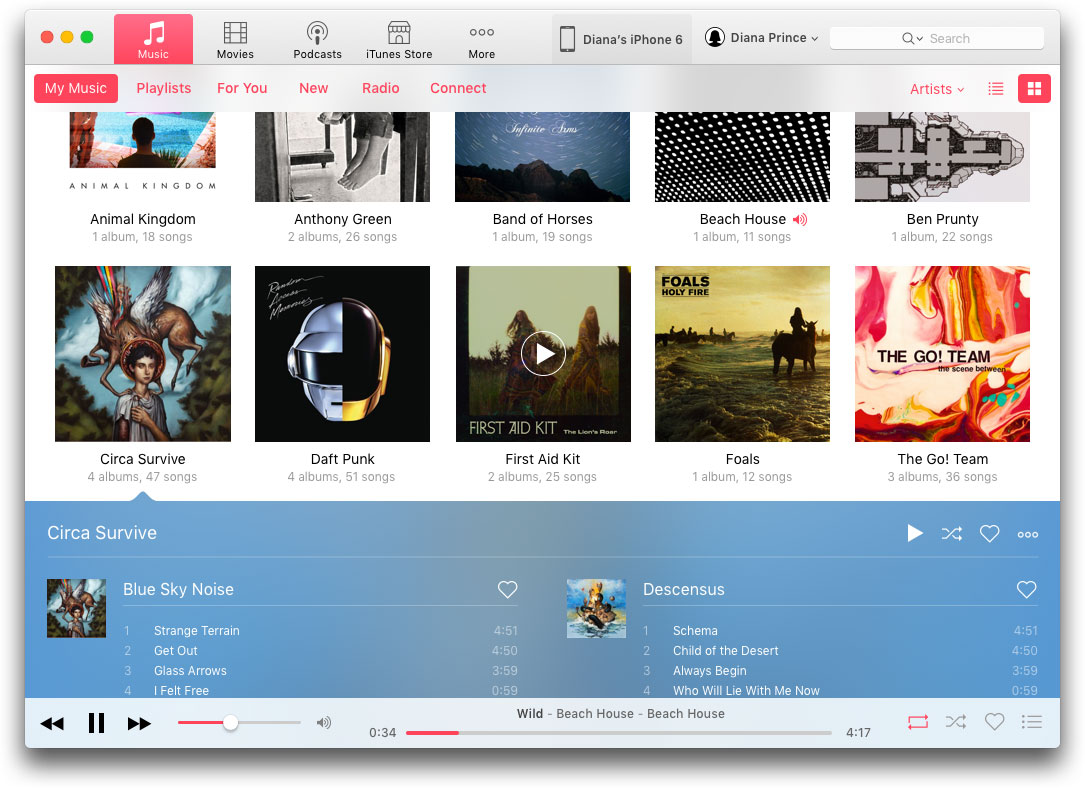 Music
Movies
Podcasts
iTunes Store
More
Diana’s iPhone 6
Diana Prince
Search
My Music
Playlists
For You
New
Radio
Connect
Artists
ANIMAL KINGDOM
Infinite Arms
Animal Kingdom
1 album, 18 songs
Anthony Green
2 albums, 26 songs
Band of Horses
1 album, 19 songs
Beach House
1 album, 11 songs
Ben Prunty
1 album, 22 songs
Random
Access
Memories
FIRST AID KIT The Lion's Roar
FOALS
HOLY FIRE
THE GO! TEAM
the scene between
Circa Survive
4 albums, 47 songs
Daft Punk
4 albums, 51 songs
First Aid Kit
2 albums, 25 songs
Foals
1 album, 12 songs
The Go! Team
3 albums, 36 songs
Circa Survive
Blue Sky Noise
1 Strange Terrain 4:51
2 Get Out 4:50
3 Glass Arrows 3:59
4 I Felt Free 0:59
Descensus
1 Schema 4:51
2 Child of the Desert 4:50
3 Always Begin 3:59
4 Who Will Lie With Me Now 0:59
Wild - Beach House - Beach House
0:34
4:17